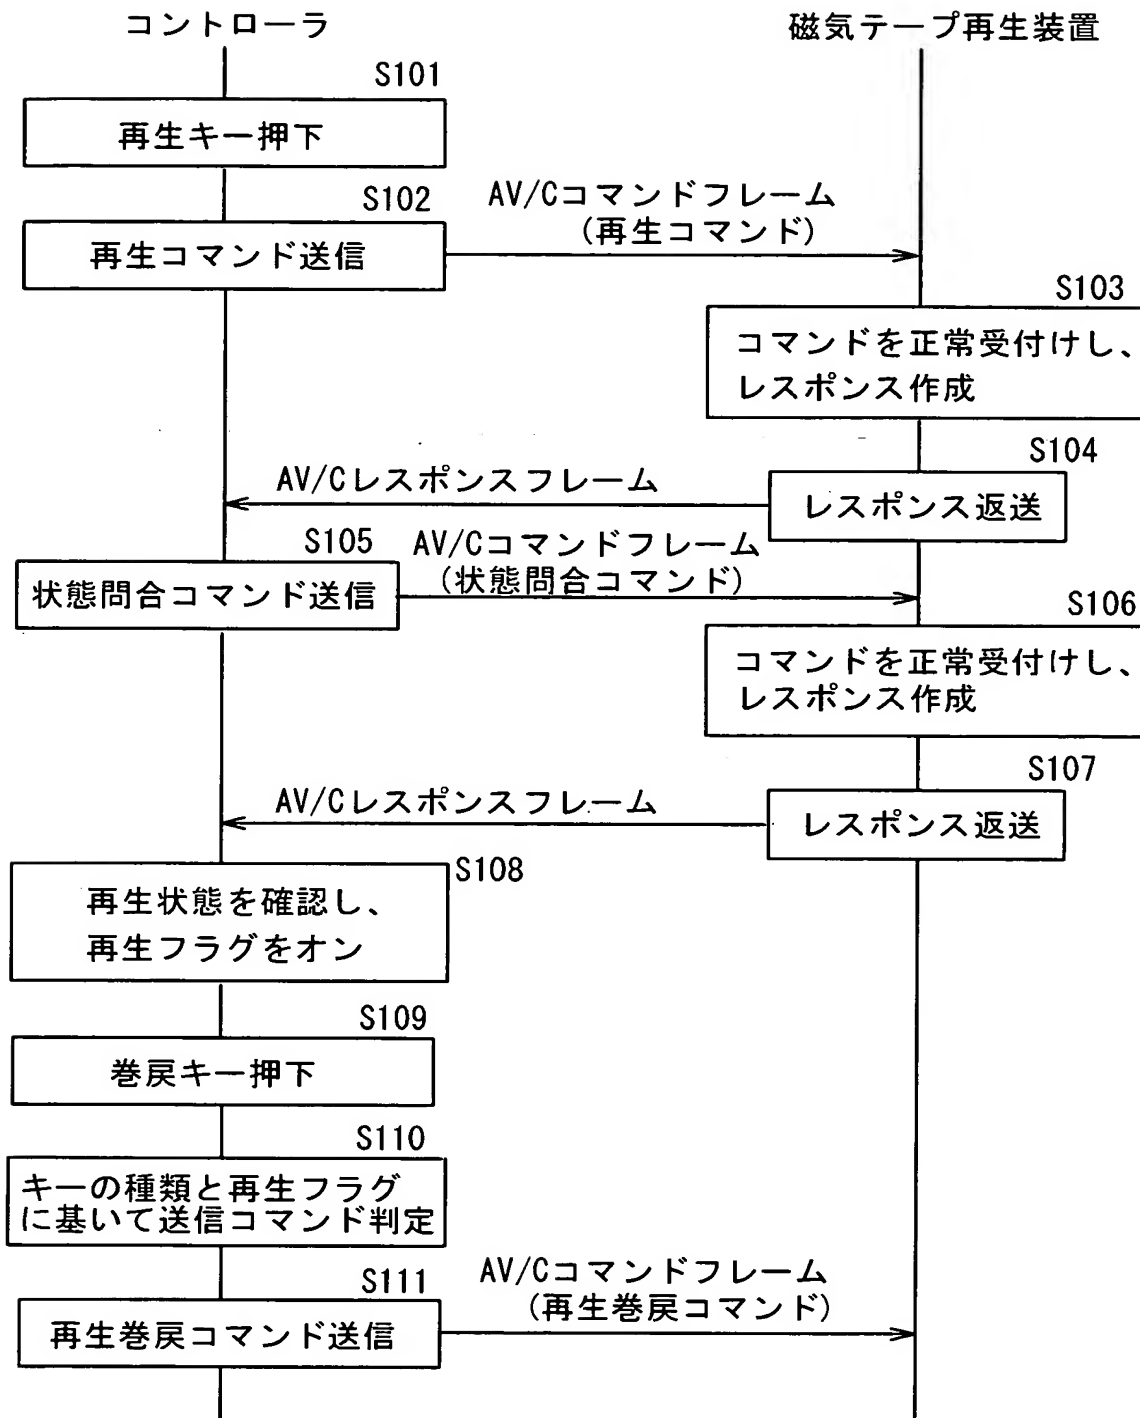 コントローラ
磁気テープ再生装置
S101
再生キー押下
S102
再生コマンド送信
AV/Cコマンドフレーム
(再生コマンド)
S103
コマンドを正常受付けし、
レスポンス作成
S104
レスポンス返送
AV/Cレスポンスフレーム
S105
状態問合コマンド送信
AV/Cコマンドフレーム
(状態問合コマンド)
S106
コマンドを正常受付けし、
レスポンス作成
S107
レスポンス返送
AV/Cレスポンスフレーム
S108
再生状態を確認し、
再生フラグをオン
S109
巻戻キー押下
S110
キーの種類と再生フラグ
に基いて送信コマンド判定
S111
再生巻戻コマンド送信
AV/Cコマンドフレーム
(再生巻戻コマンド)